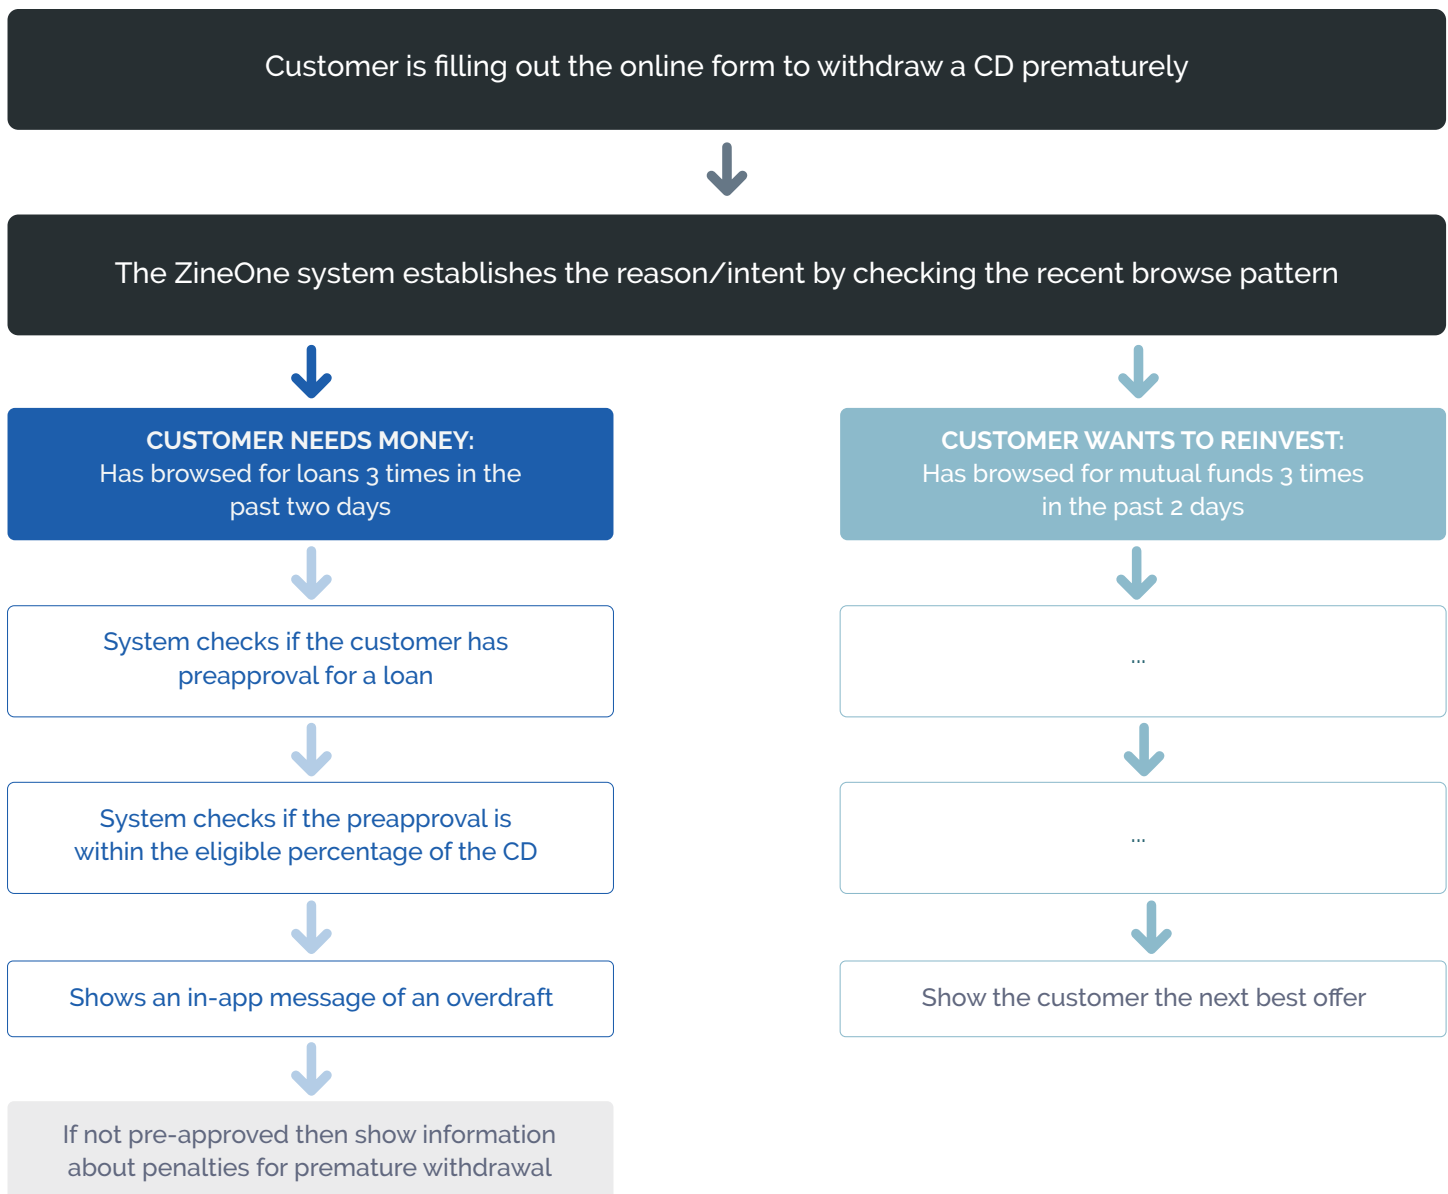 Customer is filling out the online form to withdraw a CD prematurely
The ZineOne system establishes the reason/intent by checking the recent browse pattern
CUSTOMER NEEDS MONEY:
Has browsed for loans 3 times in the
past two days
System checks if the customer has
preapproval for a loan
System checks if the preapproval is
within the eligible percentage of the CD
Shows an in-app message of an overdraft
If not pre-approved then show information
about penalties for premature withdrawal
CUSTOMER WANTS TO REINVEST:
Has browsed for mutual funds 3 times
in the past 2 days
...
...
Show the customer the next best offer